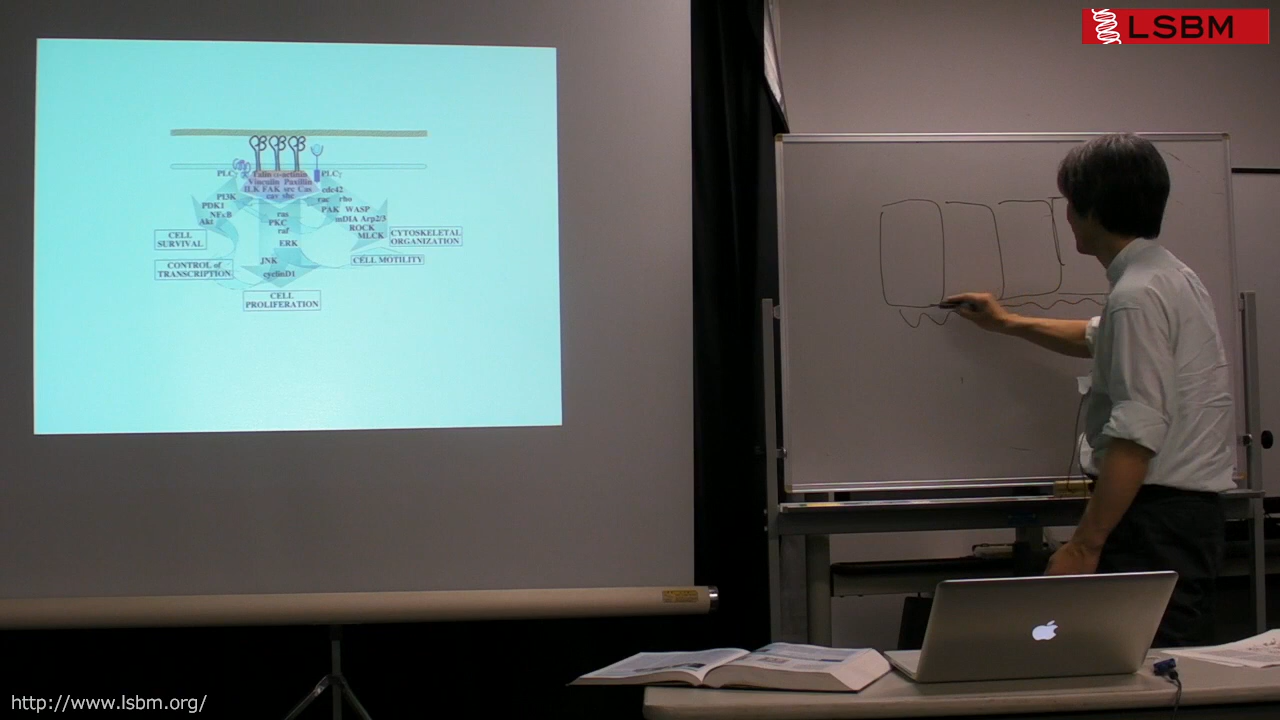 LSBM
PLCγ
Talin α-actinin
PLCγ
Vinculin Paxillin
ILK FAK src Cas
cav shc
cdc42
rac rho
PI3K
PDK1
NFκB
Akt
ras
PKC
raf
ERK
JNK
cyclinD1
PAK WASP
mDIA Arp2/3
ROCK
MLCK
CELL
SURVIVAL
CONTROL of
TRANSCRIPTION
CELL
PROLIFERATION
CYTOSKELETAL
ORGANIZATION
CELL MOTILITY
http://www.lsbm.org/